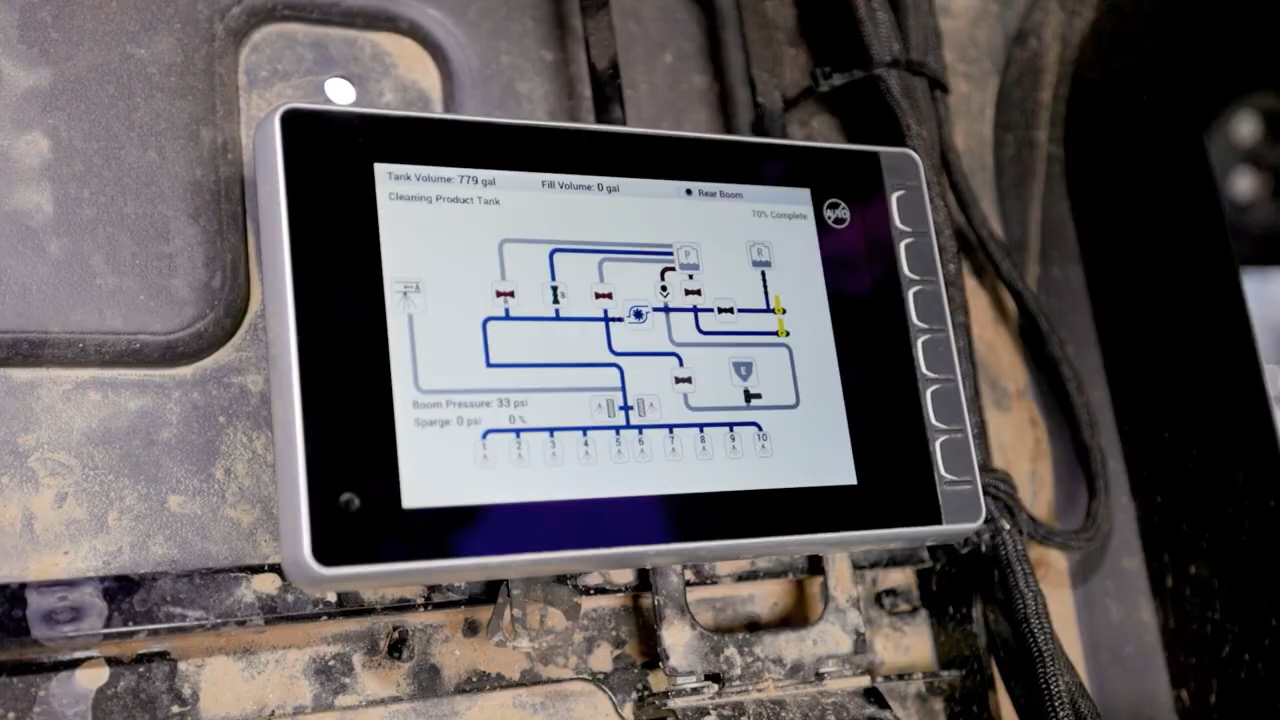 Tank Volume: 779 gal
Fill Volume: 0 gal
Rear Boom
Cleaning Product Tank
70% Complete
AUTO
P
R
B
E
Boom Pressure: 33 psi
Sparge: 0 psi 0 %
1 2 3 4 5 6 7 8 9 10